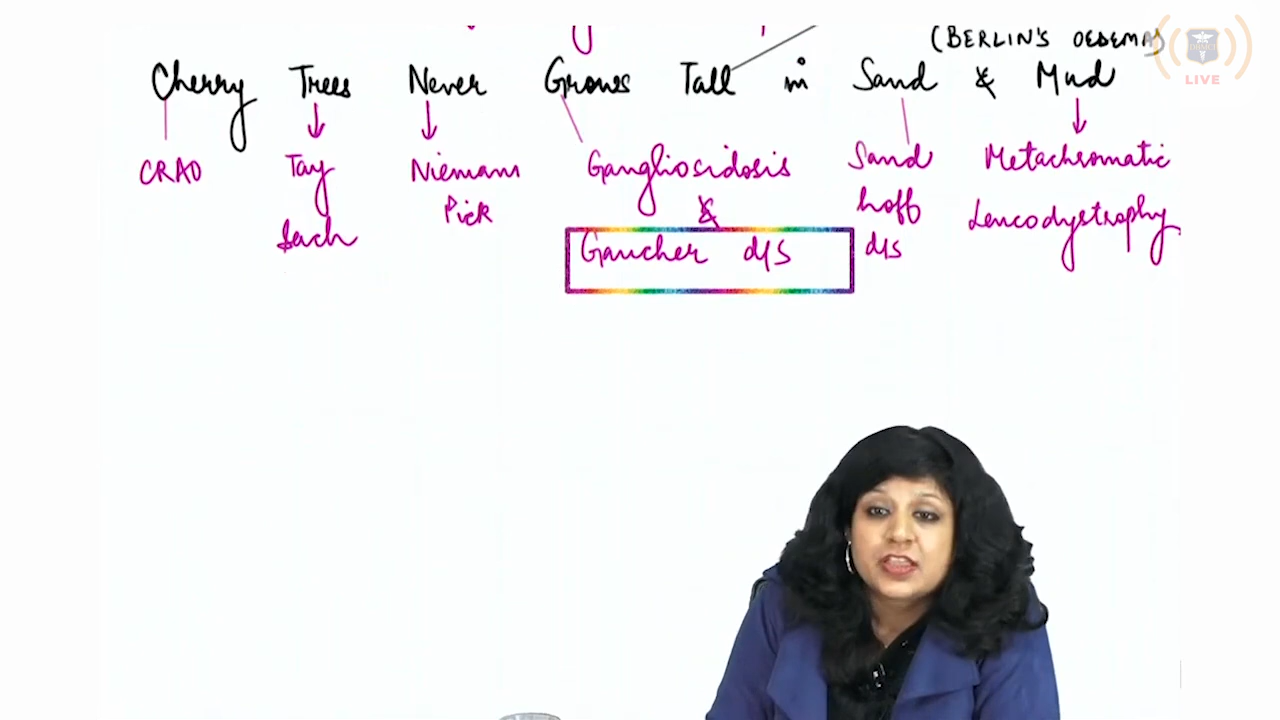 (BERLIN'S OEDEMA)
LIVE
Cherry Trees Never Grows Tall in Sand & Mud
CRAO
Tay
Sach
Niemans
Pick
Gangliosidosis
&
Gaucher d/s
Sand
hoff
d/s
Metachromatic
Leucodystrophy